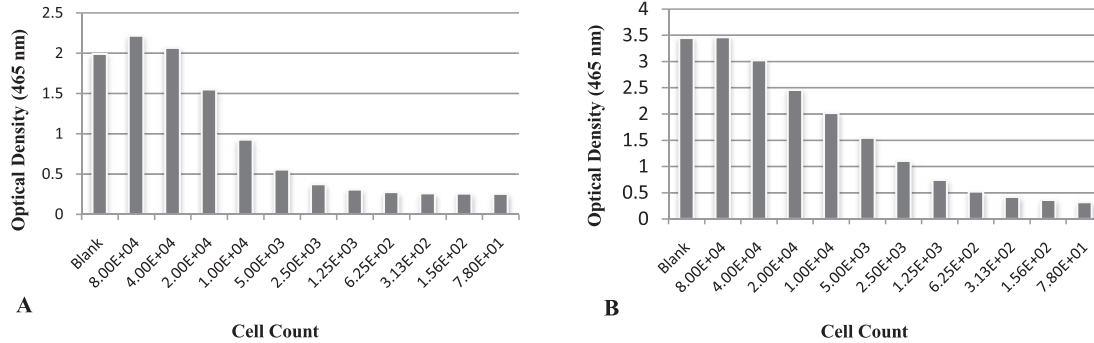 Optical Density (465 nm)
2.5
2
1.5
1
0.5
0
Blank
8.00E+04
4.00E+04
2.00E+04
1.00E+04
5.00E+03
2.50E+03
1.25E+03
6.25E+02
3.13E+02
1.56E+02
7.80E+01
A
Cell Count
Optical Density (465 nm)
4
3.5
3
2.5
2
1.5
1
0.5
0
Blank
8.00E+04
4.00E+04
2.00E+04
1.00E+04
5.00E+03
2.50E+03
1.25E+03
6.25E+02
3.13E+02
1.56E+02
7.80E+01
B
Cell Count